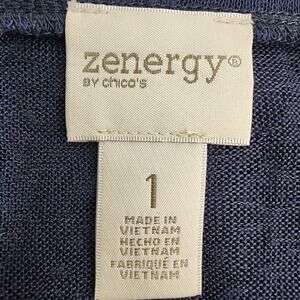 zenergy®
BY chico's
1
MADE IN
VIETNAM
HECHO EN
VIETNAM
FABRIQUÉ EN
VIETNAM